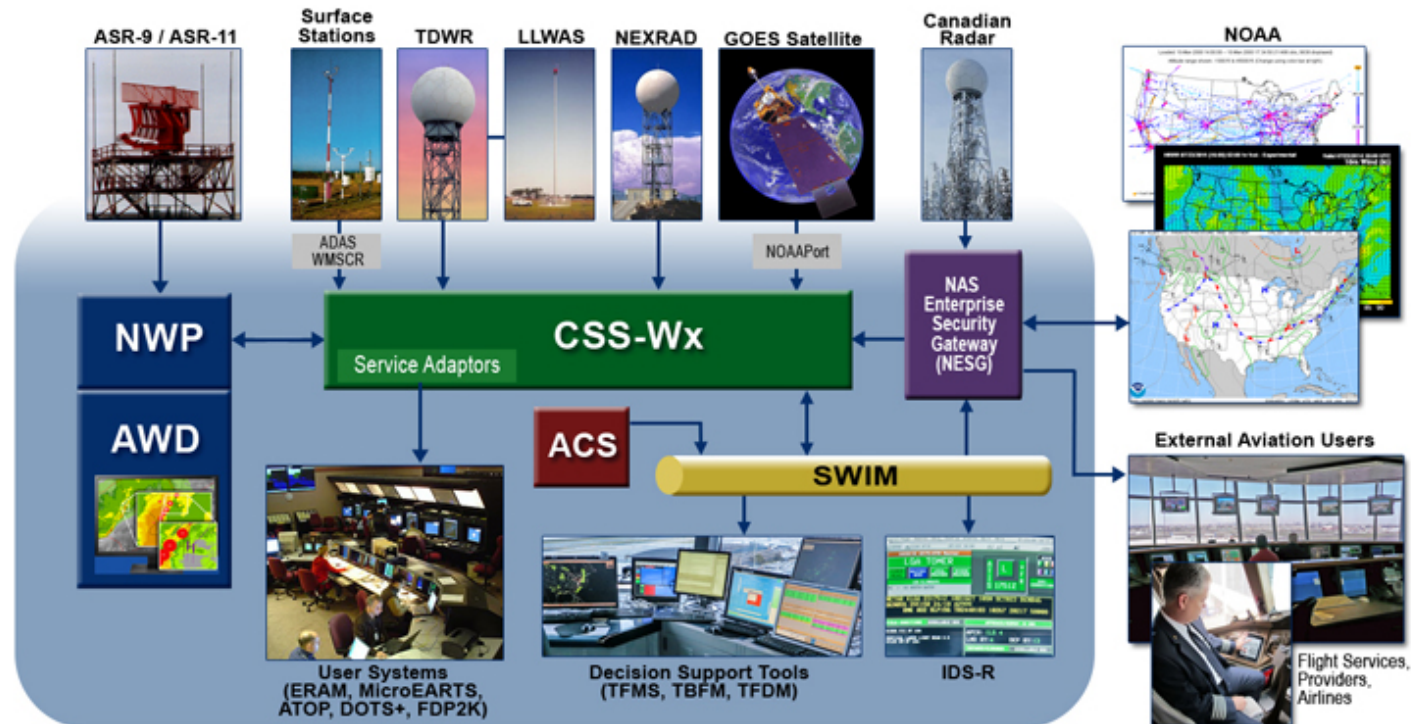 ASR-9 / ASR-11
Surface
Stations
TDWR
LLWAS
NEXRAD
GOES Satellite
Canadian
Radar
NOAA
ADAS
WMSCR
NOAAPort
NWP
CSS-Wx
Service Adaptors
NAS
Enterprise
Security
Gateway
(NESG)
AWD
ACS
SWIM
External Aviation Users
LGA TOWER
User Systems
(ERAM, MicroEARTS,
ATOP, DOTS+, FDP2K)
Decision Support Tools
(TFMS, TBFM, TFDM)
IDS-R
Flight Services,
Providers,
Airlines